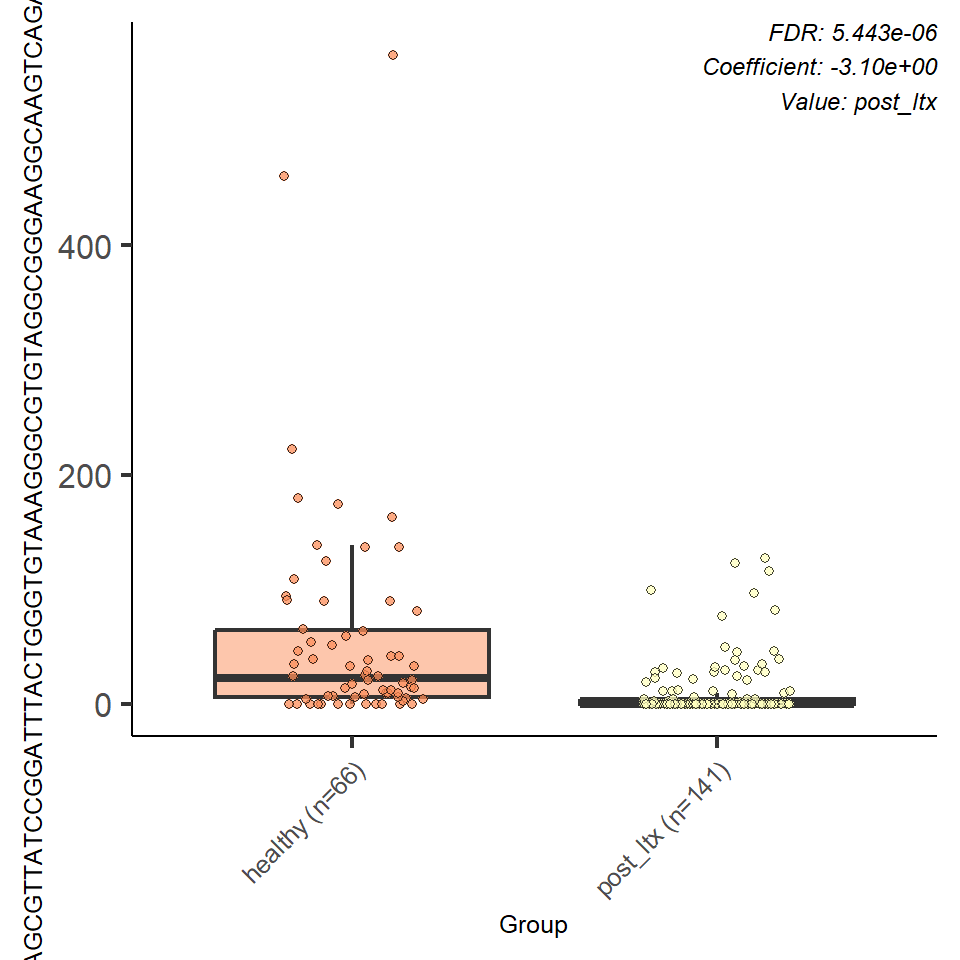 AGCGTTATCCGGATTTACTGGGTGTAAAGGGCGTGTAGGCGGGAAGGCAAGTCAGA
FDR: 5.443e-06
Coefficient: -3.10e+00
Value: post_ltx
400
200
0
healthy (n=66)
post_ltx (n=141)
Group